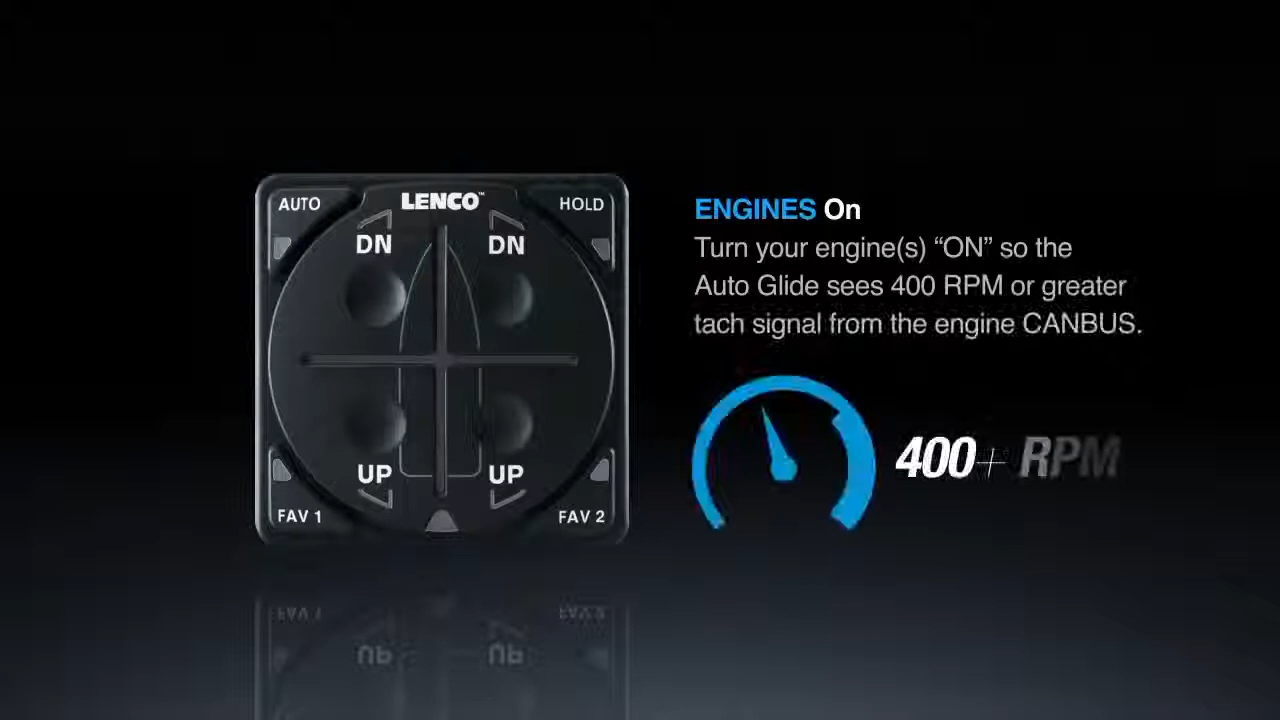 AUTO LENCO™ HOLD
DN DN
UP UP
FAV 1 FAV 2
ENGINES On
Turn your engine(s) “ON” so the
Auto Glide sees 400 RPM or greater
tach signal from the engine CANBUS.
400+ RPM